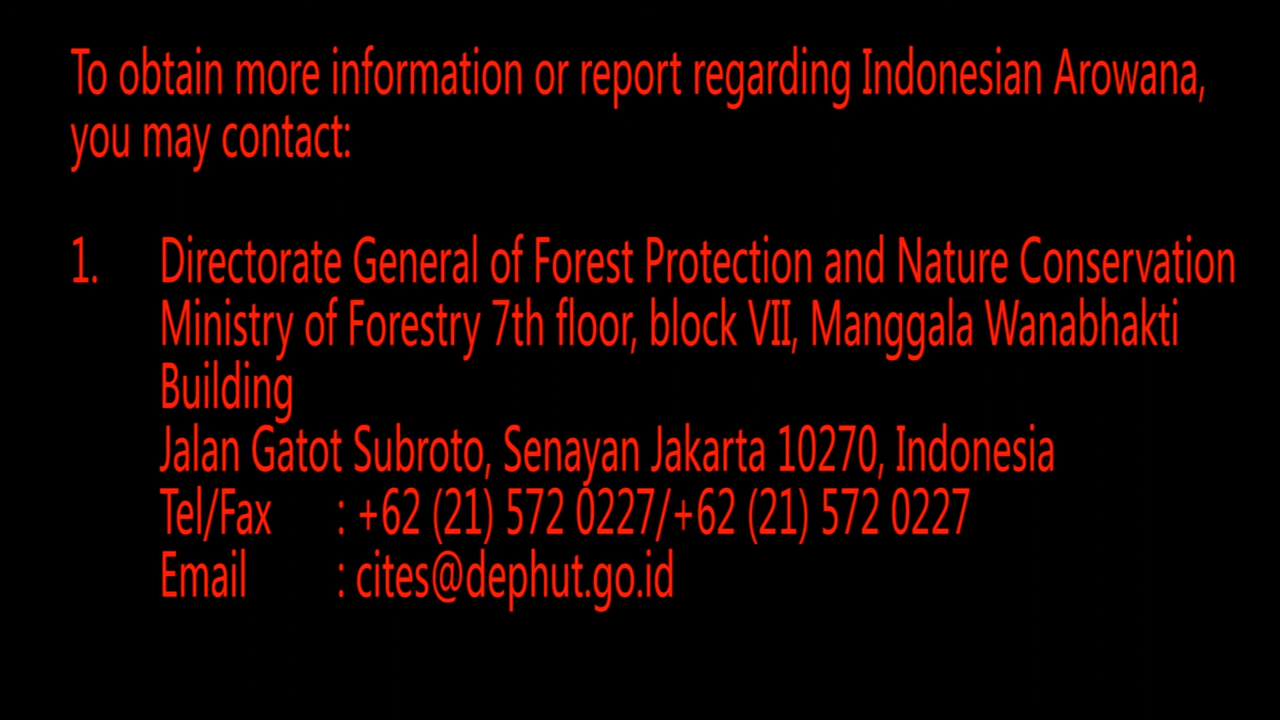 To obtain more information or report regarding Indonesian Arowana,
you may contact:
1. Directorate General of Forest Protection and Nature Conservation
Ministry of Forestry 7th floor, block VII, Manggala Wanabhakti
Building
Jalan Gatot Subroto, Senayan Jakarta 10270, Indonesia
Tel/Fax : +62 (21) 572 0227/+62 (21) 572 0227
Email : cites@dephut.go.id